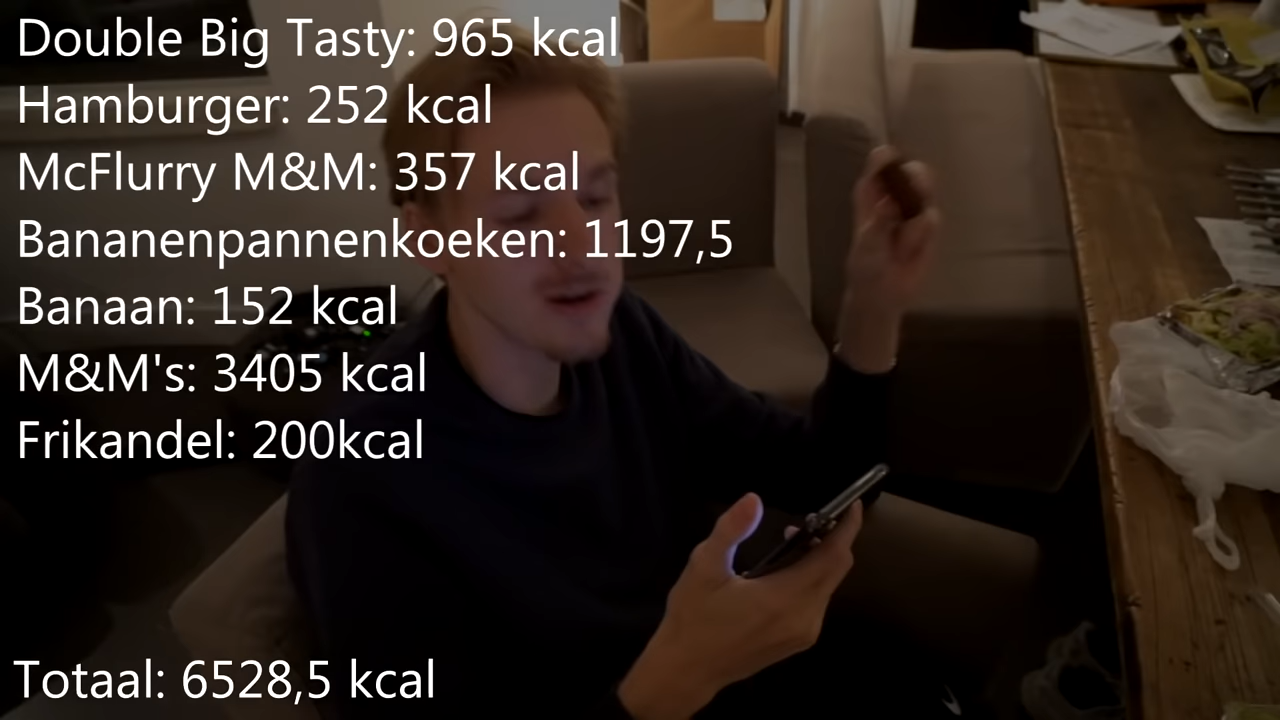 Double Big Tasty: 965 kcal
Hamburger: 252 kcal
McFlurry M&M: 357 kcal
Bananenpannenkoeken: 1197,5
Banaan: 152 kcal
M&M's: 3405 kcal
Frikandel: 200kcal
Totaal: 6528,5 kcal